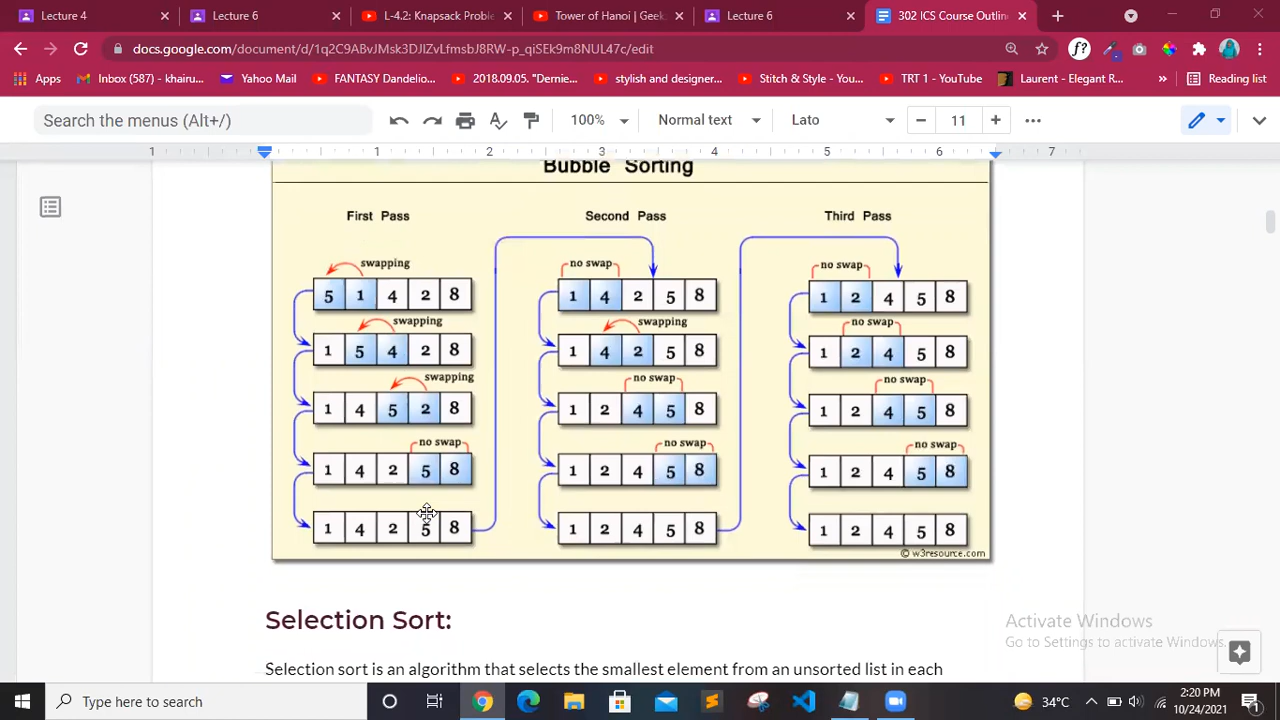 Lecture 4
Lecture 6
L-4.2: Knapsack Proble
Tower of Hanoi | Geek
Lecture 6
302 ICS Course Outlin
docs.google.com/document/d/1q2C9ABvJMsk3DJlZvLfmsbJ8RW-p_qiSEk9m8NUL47c/edit
Apps
Inbox (587) - khairu...
Yahoo Mail
FANTASY Dandelio...
2018.09.05. "Dernie...
stylish and designer...
Stitch & Style - You...
TRT 1 - YouTube
Laurent - Elegant R...
»
Reading list
Search the menus (Alt+/)
100%
Normal text
Lato
11
1 1 2 3 4 5 6 7
Bubble Sorting
First Pass
swapping
5 1 4 2 8
swapping
1 5 4 2 8
swapping
1 4 5 2 8
no swap
1 4 2 5 8
1 4 2 5 8
Second Pass
no swap
1 4 2 5 8
swapping
1 4 2 5 8
no swap
1 2 4 5 8
no swap
1 2 4 5 8
1 2 4 5 8
Third Pass
no swap
1 2 4 5 8
no swap
1 2 4 5 8
no swap
1 2 4 5 8
no swap
1 2 4 5 8
1 2 4 5 8
© w3resource.com
Selection Sort:
Selection sort is an algorithm that selects the smallest element from an unsorted list in each
Activate Windows
Go to Settings to activate Windows.
Type here to search
34°C
2:20 PM
10/24/2021